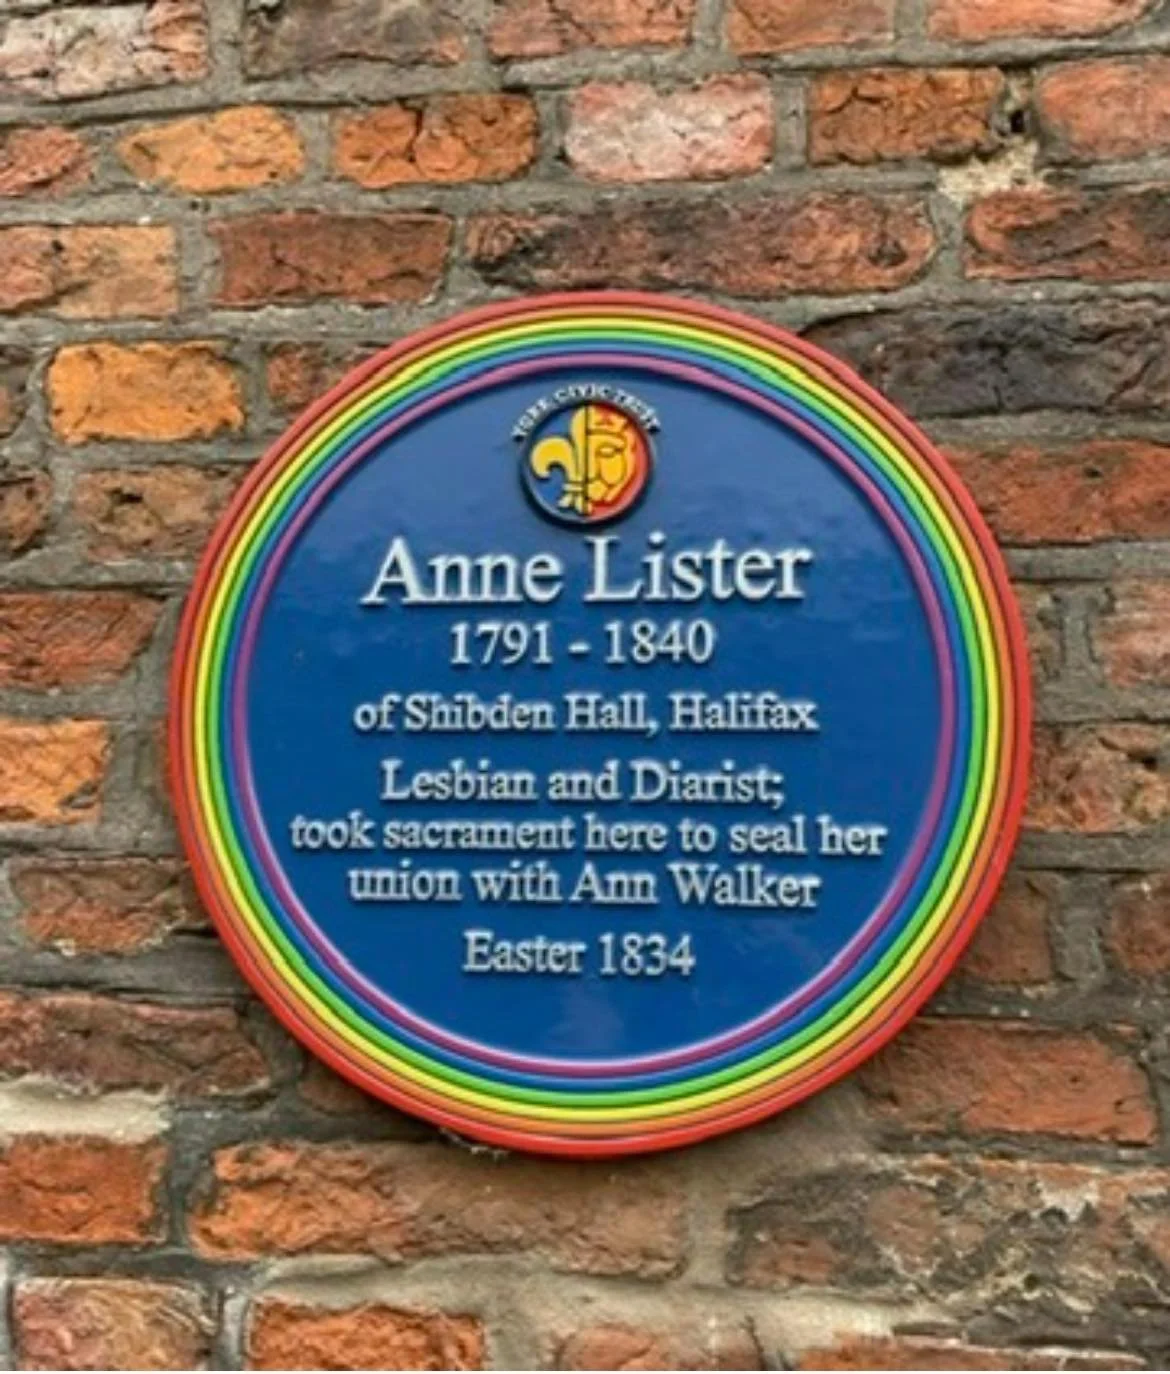 YORK CIVIC TRUST
Anne Lister
1791 - 1840
of Shibden Hall, Halifax
Lesbian and Diarist;
took sacrament here to seal her
union with Ann Walker
Easter 1834